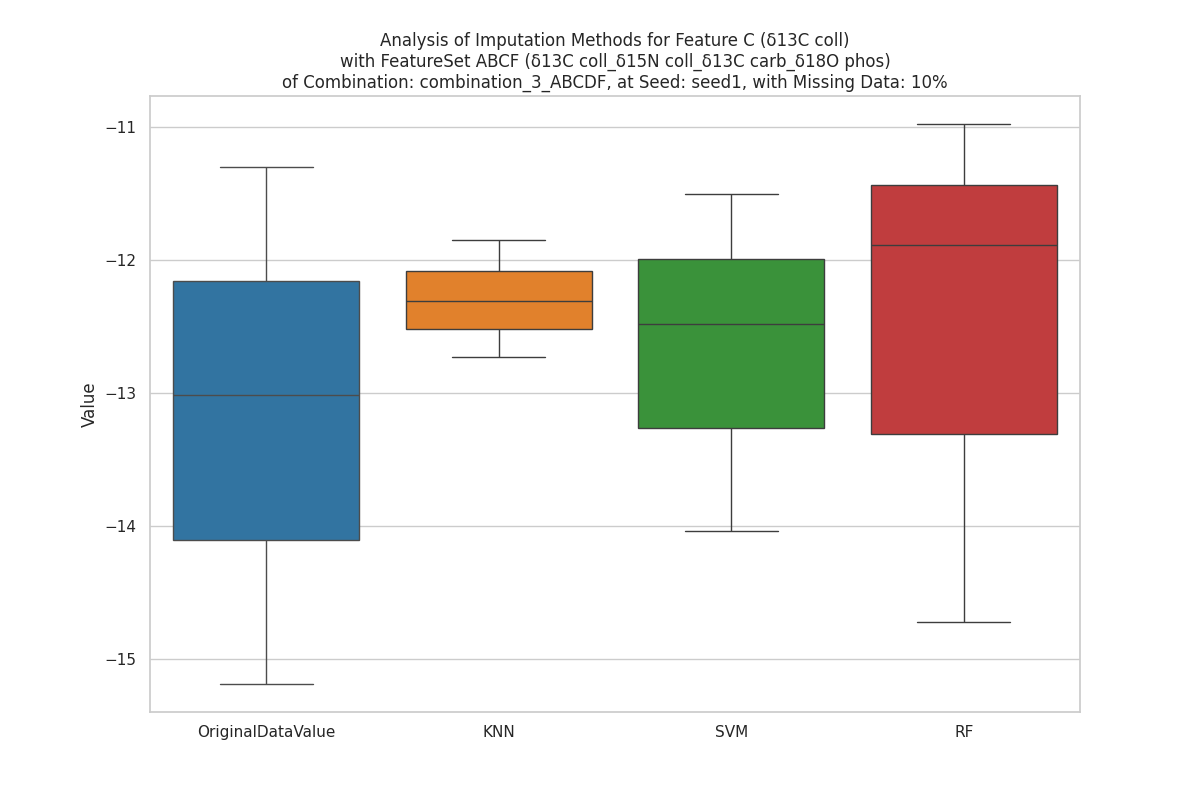 Analysis of Imputation Methods for Feature C (δ13C coll)
with FeatureSet ABCF (δ13C coll_δ15N coll_δ13C carb_δ18O phos)
of Combination: combination_3_ABCDF, at Seed: seed1, with Missing Data: 10%
Value
−11
−12
−13
−14
−15
OriginalDataValue
KNN
SVM
RF